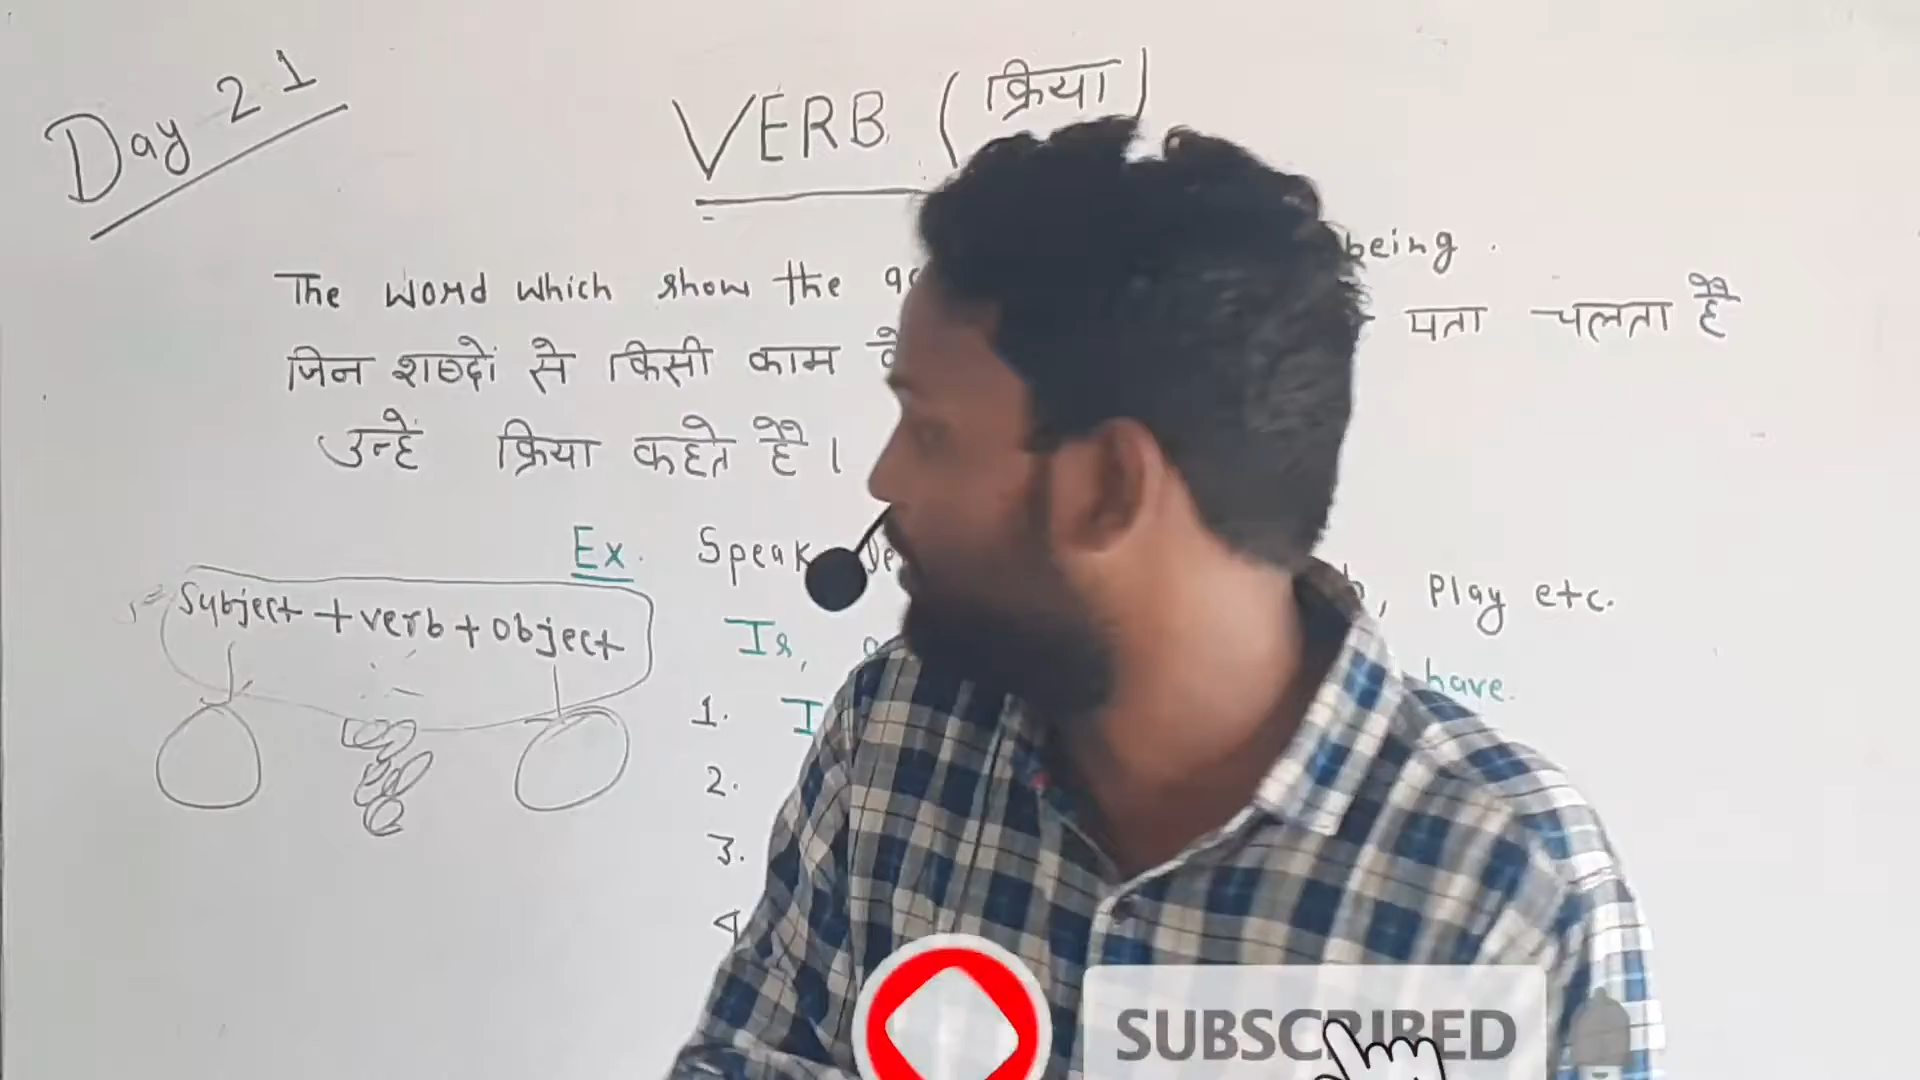 Day 21
VERB (क्रिया)
The word which show the being.
जिन शब्दों से किसी काम पता चलता है
उन्हें क्रिया कहते हैं।
Ex. Speak Play etc.
Subject + verb + object
Is, have.
1. I
2.
3.
4
SUBSCRIBED